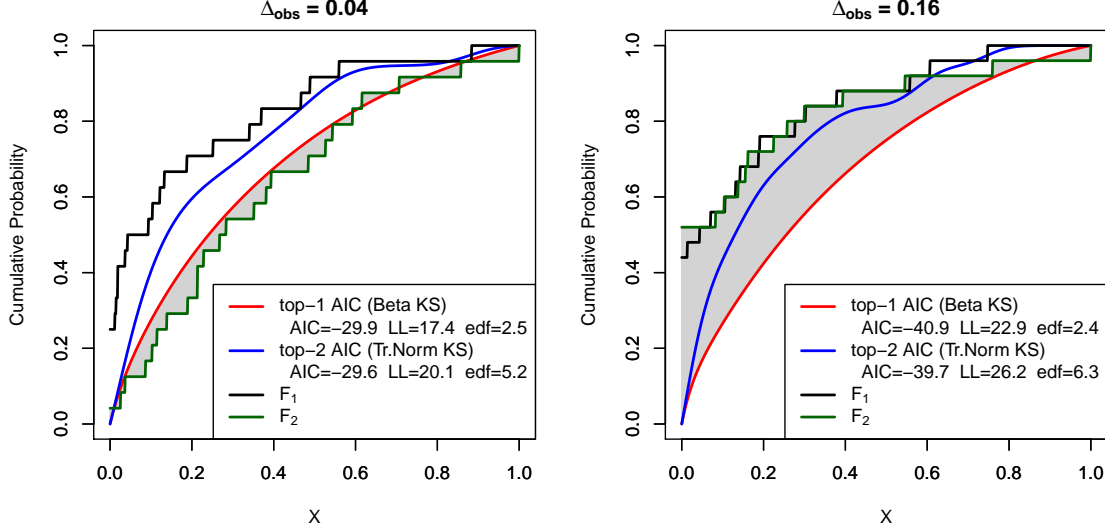 Δobs = 0.04
Cumulative Probability
1.0
0.8
0.6
0.4
0.2
0.0
top−1 AIC (Beta KS)
AIC=−29.9 LL=17.4 edf=2.5
top−2 AIC (Tr.Norm KS)
AIC=−29.6 LL=20.1 edf=5.2
F1
F2
0.0 0.2 0.4 0.6 0.8 1.0
X
Δobs = 0.16
Cumulative Probability
1.0
0.8
0.6
0.4
0.2
0.0
top−1 AIC (Beta KS)
AIC=−40.9 LL=22.9 edf=2.4
top−2 AIC (Tr.Norm KS)
AIC=−39.7 LL=26.2 edf=6.3
F1
F2
0.0 0.2 0.4 0.6 0.8 1.0
X